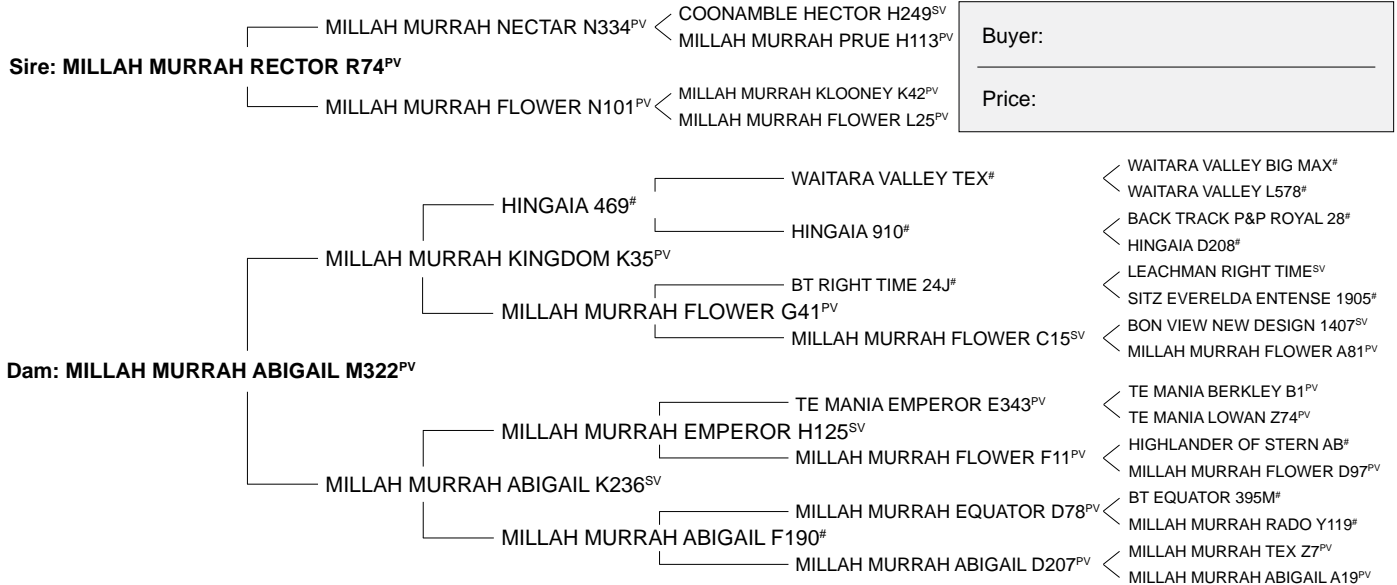 MILLAH MURRAH NECTAR N334PV
COONAMBLE HECTOR H249SV
MILLAH MURRAH PRUE H113PV
Sire: MILLAH MURRAH RECTOR R74PV
MILLAH MURRAH FLOWER N101PV
MILLAH MURRAH KLOONEY K42PV
MILLAH MURRAH FLOWER L25PV
Buyer:
Price:
WAITARA VALLEY TEX#
WAITARA VALLEY BIG MAX#
WAITARA VALLEY L578#
HINGAIA 469#
HINGAIA 910#
BACK TRACK P&P ROYAL 28#
HINGAIA D208#
MILLAH MURRAH KINGDOM K35PV
BT RIGHT TIME 24J#
LEACHMAN RIGHT TIMESV
SITZ EVERELDA ENTENSE 1905#
MILLAH MURRAH FLOWER G41PV
MILLAH MURRAH FLOWER C15SV
BON VIEW NEW DESIGN 1407SV
MILLAH MURRAH FLOWER A81PV
Dam: MILLAH MURRAH ABIGAIL M322PV
TE MANIA EMPEROR E343PV
TE MANIA BERKLEY B1PV
TE MANIA LOWAN Z74PV
MILLAH MURRAH EMPEROR H125SV
MILLAH MURRAH FLOWER F11PV
HIGHLANDER OF STERN AB#
MILLAH MURRAH FLOWER D97PV
MILLAH MURRAH ABIGAIL K236SV
MILLAH MURRAH EQUATOR D78PV
BT EQUATOR 395M#
MILLAH MURRAH RADO Y119#
MILLAH MURRAH ABIGAIL F190#
MILLAH MURRAH ABIGAIL D207PV
MILLAH MURRAH TEX Z7PV
MILLAH MURRAH ABIGAIL A19PV